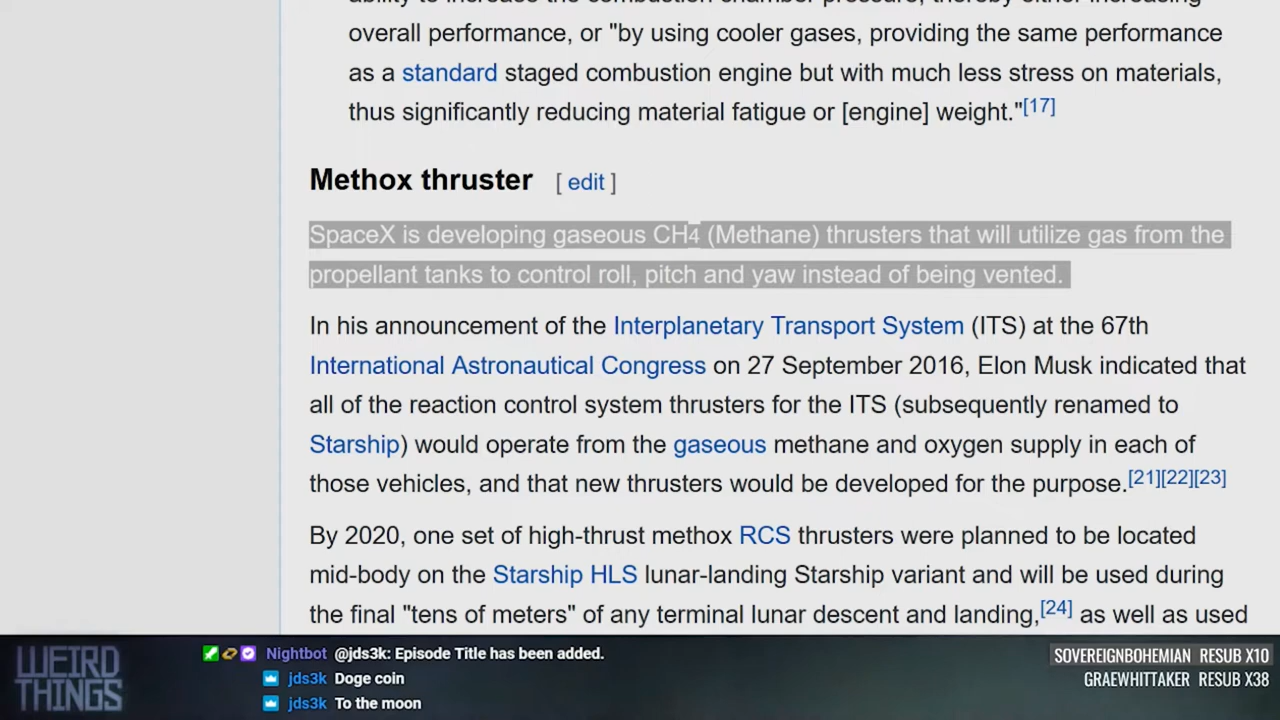 ability to increase the combustion chamber pressure, thereby either increasing
overall performance, or "by using cooler gases, providing the same performance
as a standard staged combustion engine but with much less stress on materials,
thus significantly reducing material fatigue or [engine] weight."[17]
Methox thruster [ edit ]
SpaceX is developing gaseous CH4 (Methane) thrusters that will utilize gas from the
propellant tanks to control roll, pitch and yaw instead of being vented.
In his announcement of the Interplanetary Transport System (ITS) at the 67th
International Astronautical Congress on 27 September 2016, Elon Musk indicated that
all of the reaction control system thrusters for the ITS (subsequently renamed to
Starship) would operate from the gaseous methane and oxygen supply in each of
those vehicles, and that new thrusters would be developed for the purpose.[21][22][23]
By 2020, one set of high-thrust methox RCS thrusters were planned to be located
mid-body on the Starship HLS lunar-landing Starship variant and will be used during
the final "tens of meters" of any terminal lunar descent and landing,[24] as well as used
WEIRD
THINGS
Nightbot @jds3k: Episode Title has been added.
jds3k Doge coin
jds3k To the moon
SOVEREIGNBOHEMIAN RESUB X10
GRAEWHITTAKER RESUB X38